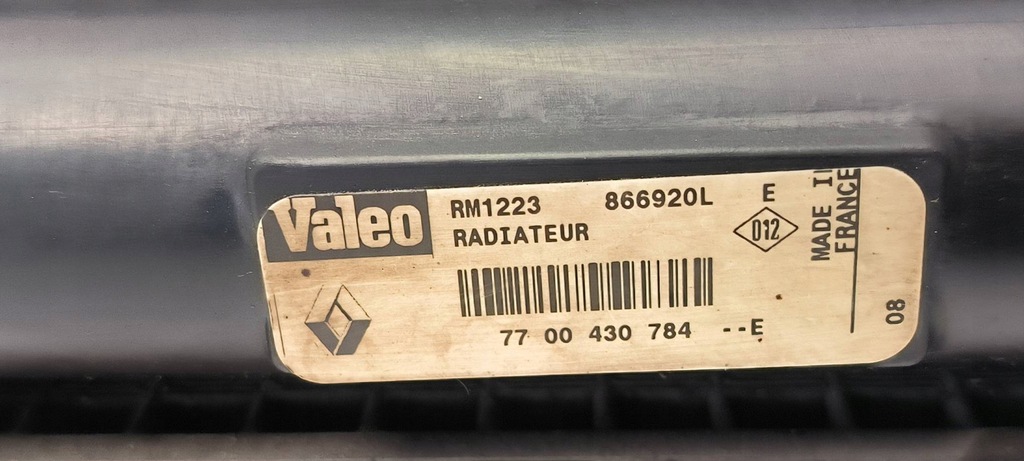 Valeo
RM1223 866920L
RADIATEUR
E
D12
MADE IN
FRANCE
77 00 430 784 --E
08